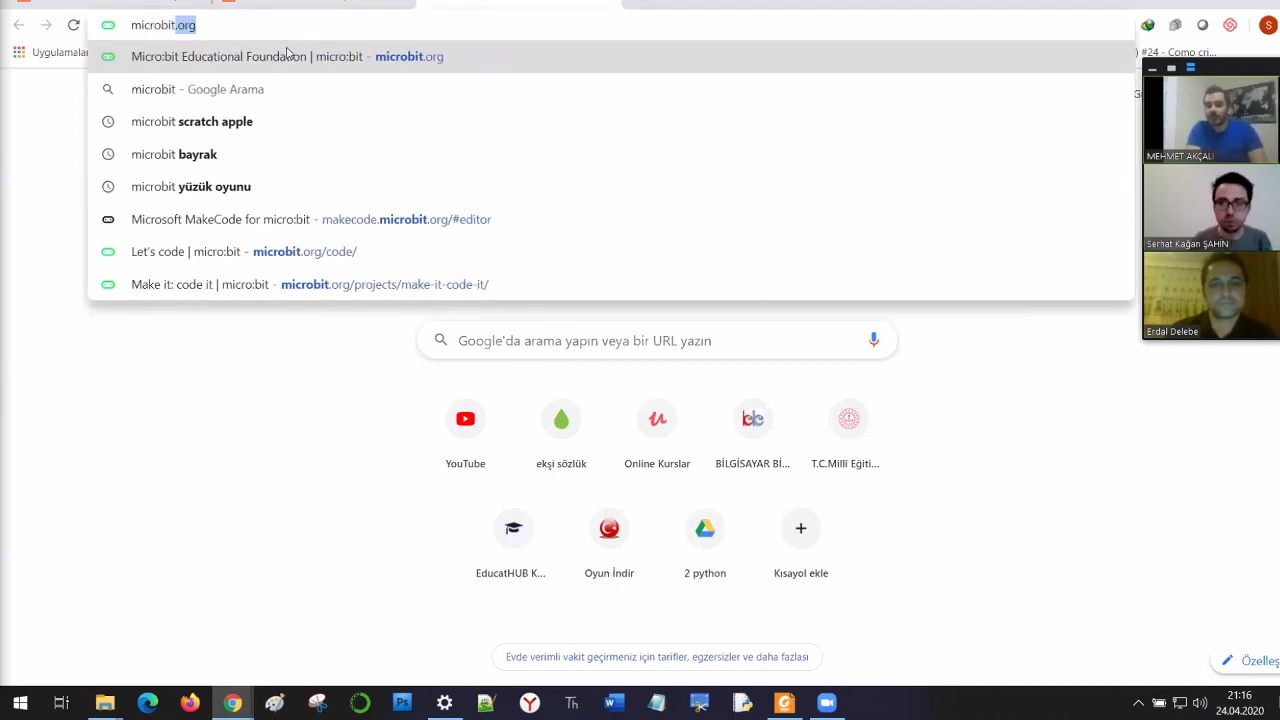 microbit.org
Uygulamalar
#24 - Como cri...
Micro:bit Educational Foundation | micro:bit - microbit.org
microbit - Google Arama
microbit scratch apple
microbit bayrak
microbit yüzük oyunu
Microsoft MakeCode for micro:bit - makecode.microbit.org/#editor
Let's code | micro:bit - microbit.org/code/
Make it: code it | micro:bit - microbit.org/projects/make-it-code-it/
S
MEHMET AKÇALI
Serhat Kağan ŞAHİN
Erdal Delebe
Google'da arama yapın veya bir URL yazın
YouTube
ekşi sözlük
Online Kurslar
BİLGİSAYAR Bİ...
T.C.Millî Eğiti...
EducatHUB K...
Oyun İndir
2 python
Kısayol ekle
Evde verimli vakit geçirmeniz için tarifler, egzersizler ve daha fazlası
Özelleş
Ps
Th
W
21:16
24.04.2020